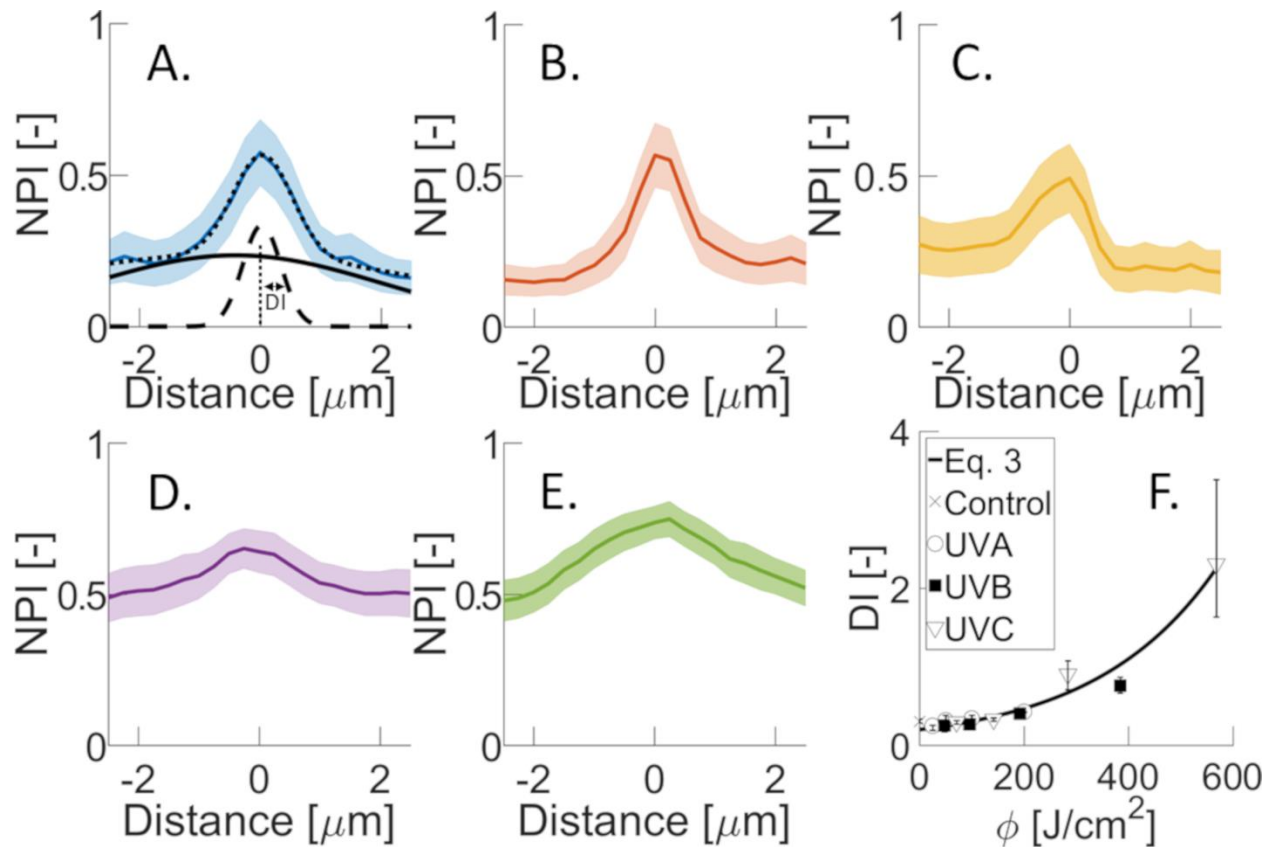 A.
1
0.5
0
NPI [-]
DI
-2 0 2
Distance [μm]
B.
1
0.5
0
NPI [-]
-2 0 2
Distance [μm]
C.
1
0.5
0
NPI [-]
-2 0 2
Distance [μm]
D.
1
0.5
0
NPI [-]
-2 0 2
Distance [μm]
E.
1
0.5
0
NPI [-]
-2 0 2
Distance [μm]
F.
4
2
0
DI [-]
Eq. 3
Control
UVA
UVB
UVC
0 200 400 600
ϕ [J/cm²]